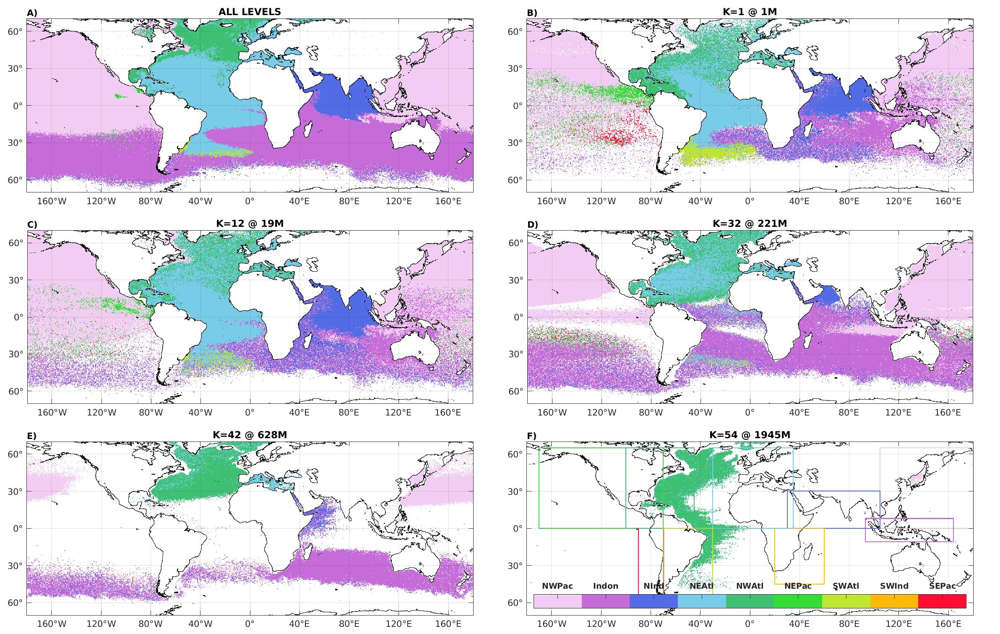 A) ALL LEVELS
60°
30°
0°
30°
60°
160°W 120°W 80°W 40°W 0° 40°E 80°E 120°E 160°E
B) K=1 @ 1M
60°
30°
0°
30°
60°
160°W 120°W 80°W 40°W 0° 40°E 80°E 120°E 160°E
C) K=12 @ 19M
60°
30°
0°
30°
60°
160°W 120°W 80°W 40°W 0° 40°E 80°E 120°E 160°E
D) K=32 @ 221M
60°
30°
0°
30°
60°
160°W 120°W 80°W 40°W 0° 40°E 80°E 120°E 160°E
E) K=42 @ 628M
60°
30°
0°
30°
60°
160°W 120°W 80°W 40°W 0° 40°E 80°E 120°E 160°E
F) K=54 @ 1945M
60°
30°
0°
30°
NWPac Indon NInd NEAtl NWAtl NEPac SWAtl SWInd SEPac
60°
160°W 120°W 80°W 40°W 0° 40°E 80°E 120°E 160°E